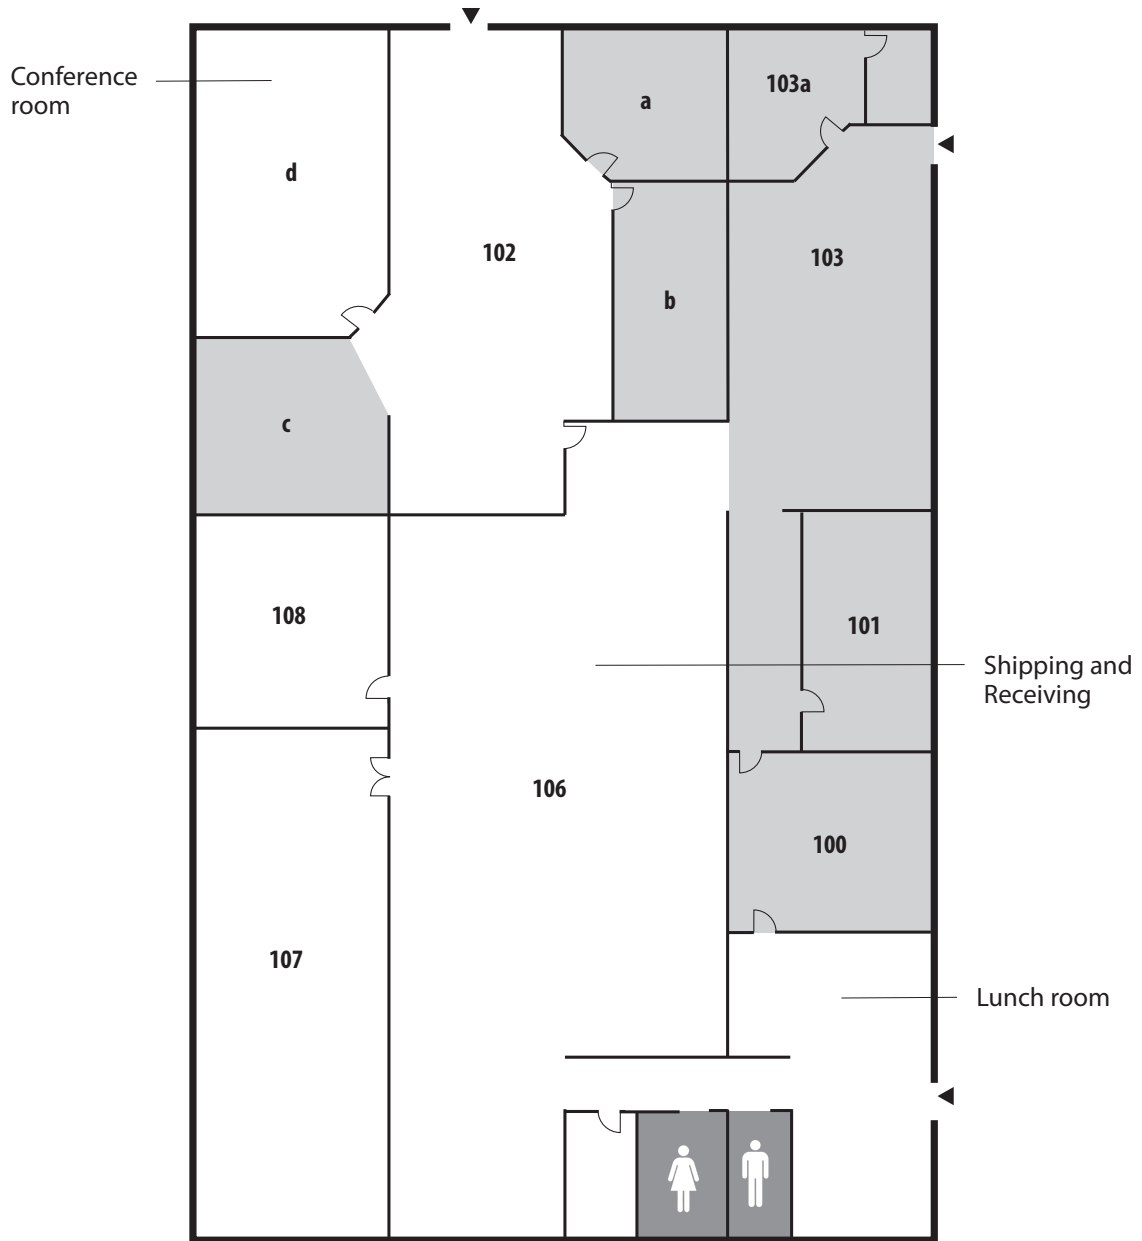 Conference
room
a
103a
d
102
103
b
c
108
101
Shipping and
Receiving
106
100
107
Lunch room